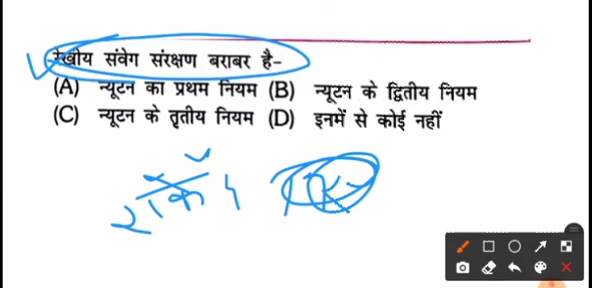 रेखीय संवेग संरक्षण बराबर है–
(A) न्यूटन का प्रथम नियम (B) न्यूटन के द्वितीय नियम
(C) न्यूटन के तृतीय नियम (D) इनमें से कोई नहीं